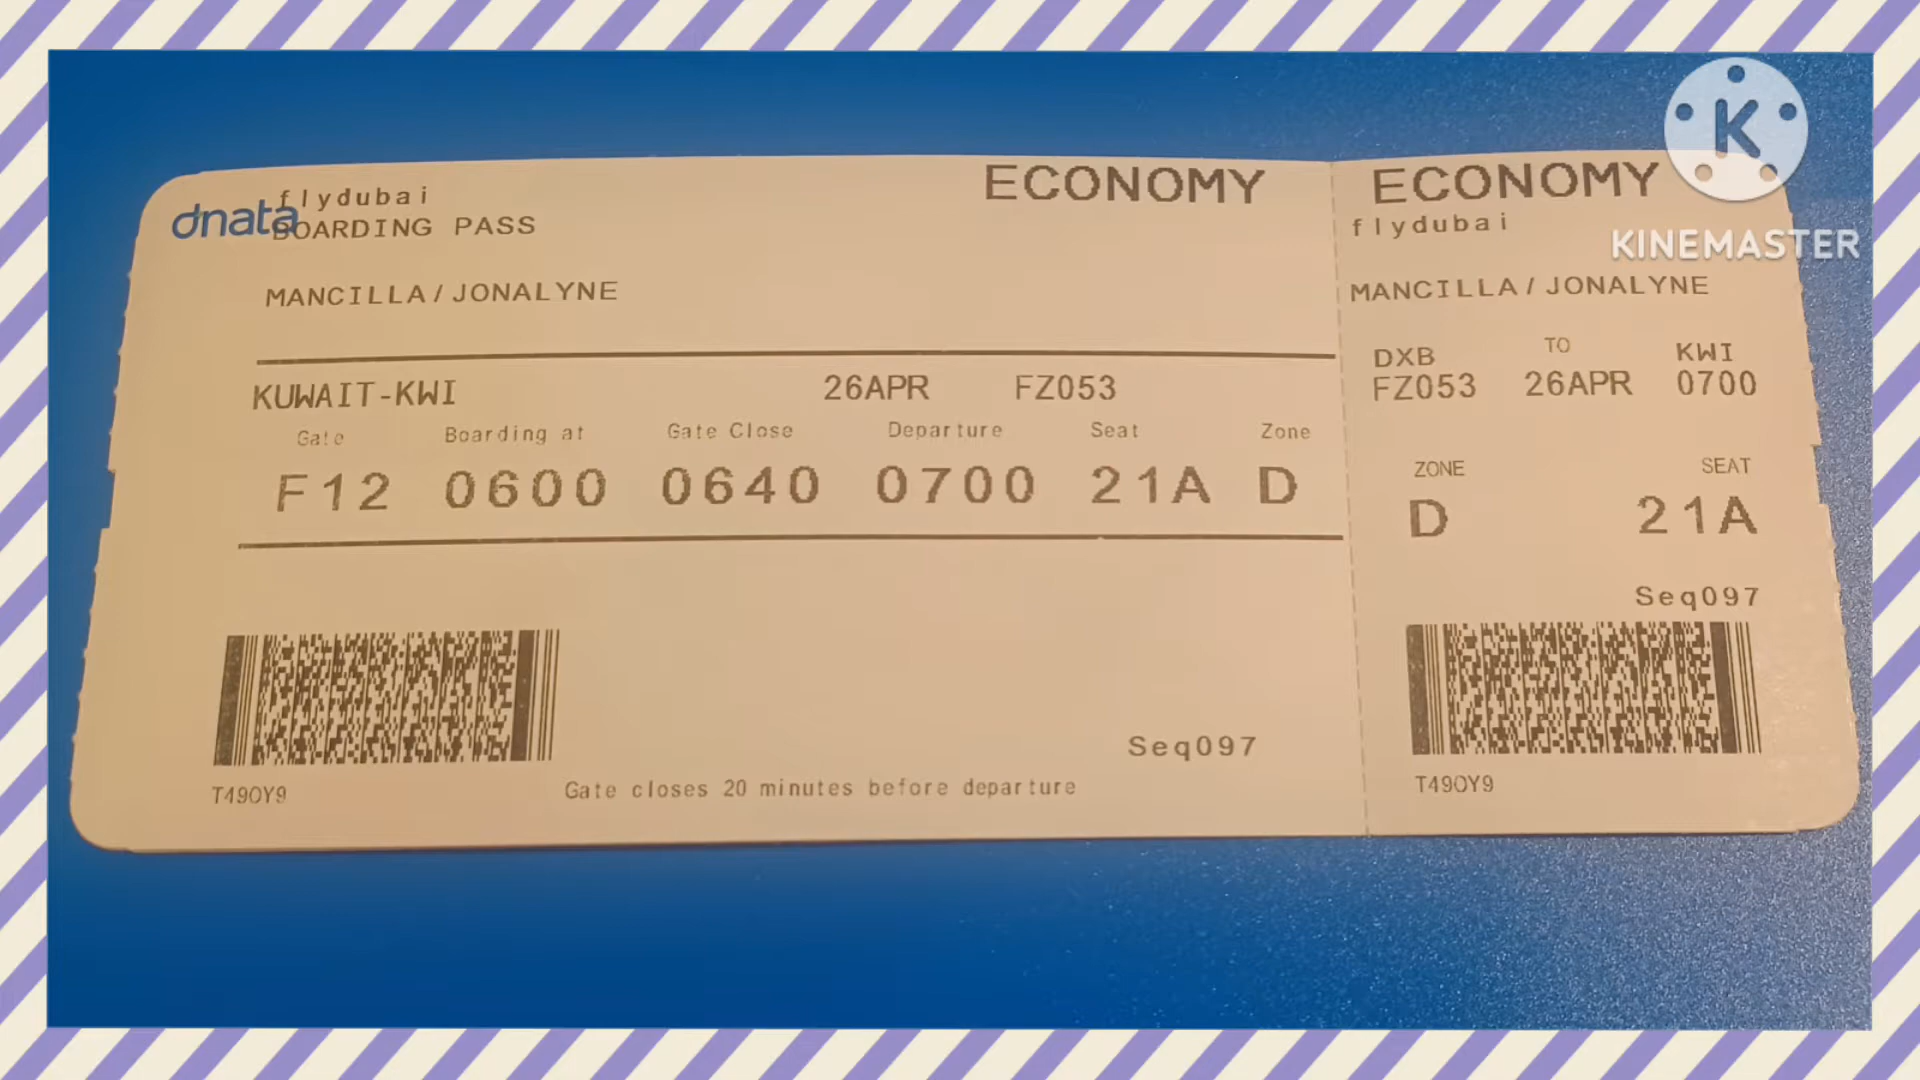 dnata
flydubai
BOARDING PASS
ECONOMY
MANCILLA/JONALYNE
KUWAIT-KWI 26APR FZ053
Gate Boarding at Gate Close Departure Seat Zone
F12 0600 0640 0700 21A D
Seq097
T49OY9
Gate closes 20 minutes before departure
ECONOMY
flydubai
MANCILLA/JONALYNE
DXB TO KWI
FZ053 26APR 0700
ZONE SEAT
D 21A
Seq097
T49OY9
K
KINEMASTER